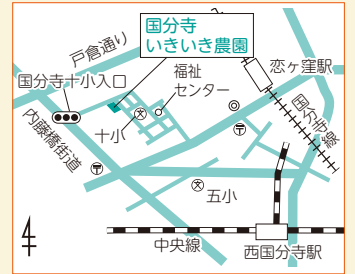 国分寺
いきいき農園
戸倉通り
恋ヶ窪駅
国分寺十小入口
福祉
センター
国分寺線
十小
内藤橋街道
五小
中央線
西国分寺駅